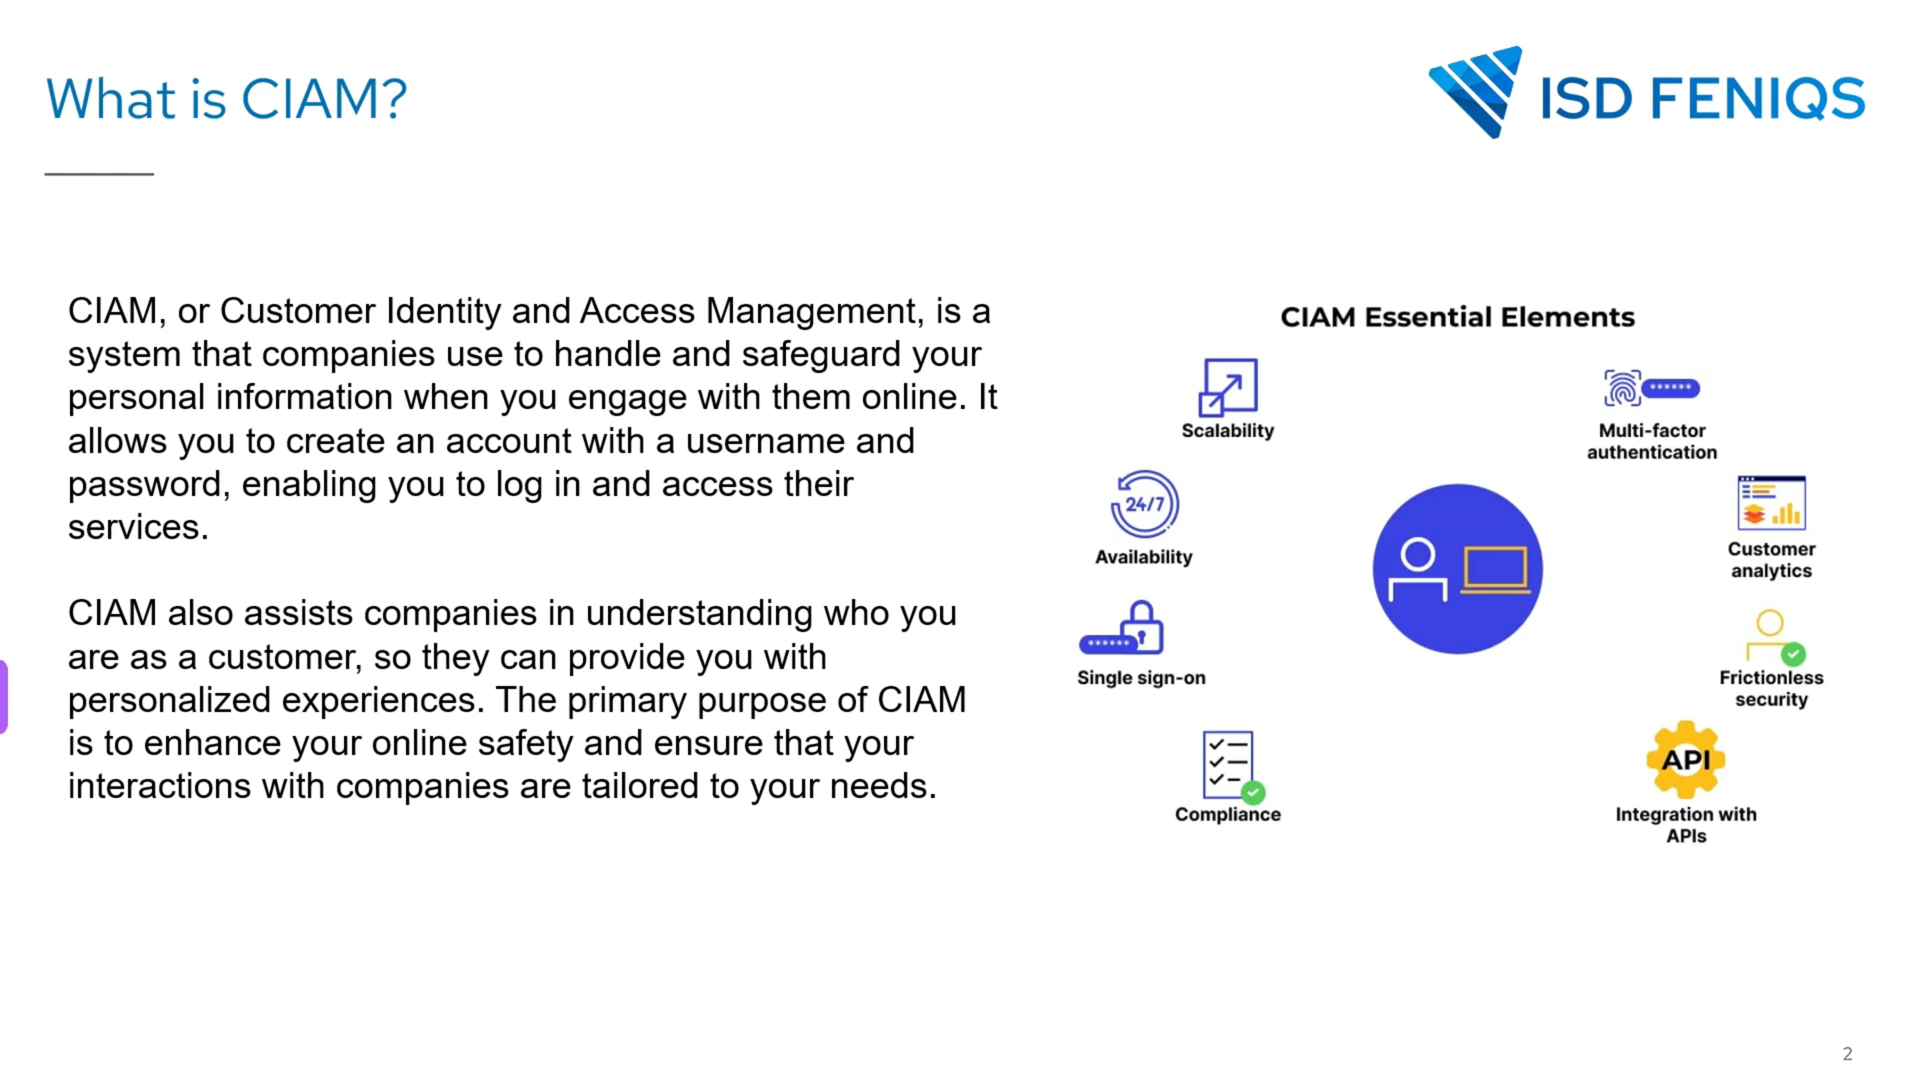 What is CIAM?
ISD FENIQS
CIAM, or Customer Identity and Access Management, is a
system that companies use to handle and safeguard your
personal information when you engage with them online. It
allows you to create an account with a username and
password, enabling you to log in and access their
services.
CIAM also assists companies in understanding who you
are as a customer, so they can provide you with
personalized experiences. The primary purpose of CIAM
is to enhance your online safety and ensure that your
interactions with companies are tailored to your needs.
CIAM Essential Elements
Scalability
******
Multi-factor
authentication
24/7
Availability
Customer
analytics
******
Single sign-on
Frictionless
security
Compliance
API
Integration with
APIs
2